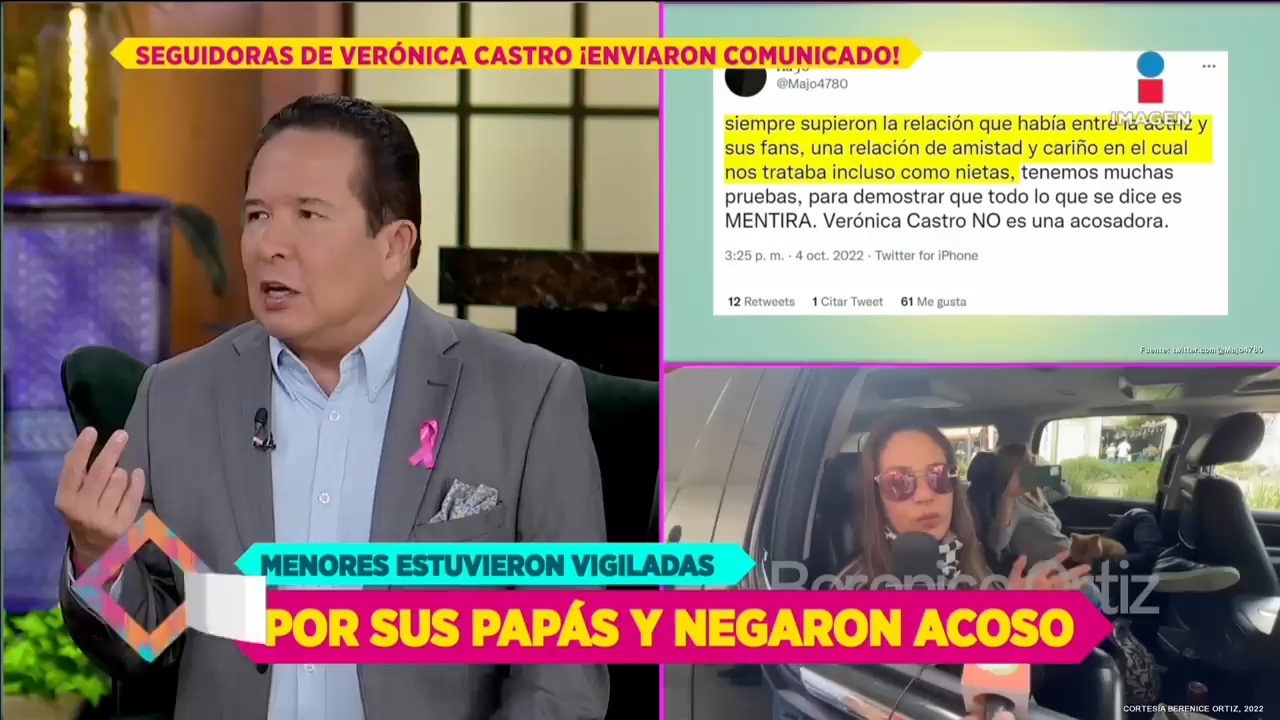 SEGUIDORAS DE VERÓNICA CASTRO ¡ENVIARON COMUNICADO!
@Majo4780
IMAGEN
siempre supieron la relación que había entre la actriz y
sus fans, una relación de amistad y cariño en el cual
nos trataba incluso como nietas, tenemos muchas
pruebas, para demostrar que todo lo que se dice es
MENTIRA. Verónica Castro NO es una acosadora.
3:25 p. m. · 4 oct. 2022 · Twitter for iPhone
12 Retweets 1 Citar Tweet 61 Me gusta
Fuente: twitter.com/@Majo4780
MENORES ESTUVIERON VIGILADAS
POR SUS PAPÁS Y NEGARON ACOSO
Berenice Ortiz
CORTESÍA BERENICE ORTIZ, 2022